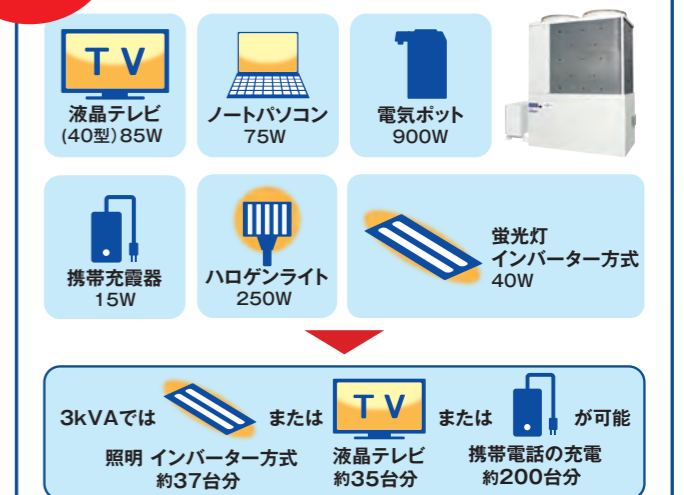 TV
液晶テレビ
(40型)85W
ノートパソコン
75W
電気ポット
900W
携帯充霞器
15W
ハロゲンライト
250W
蛍光灯
インバーター方式
40W
3kVAでは または TV または が可能
照明 インバーター方式
約37台分
液晶テレビ
約35台分
携帯電話の充電
約200台分